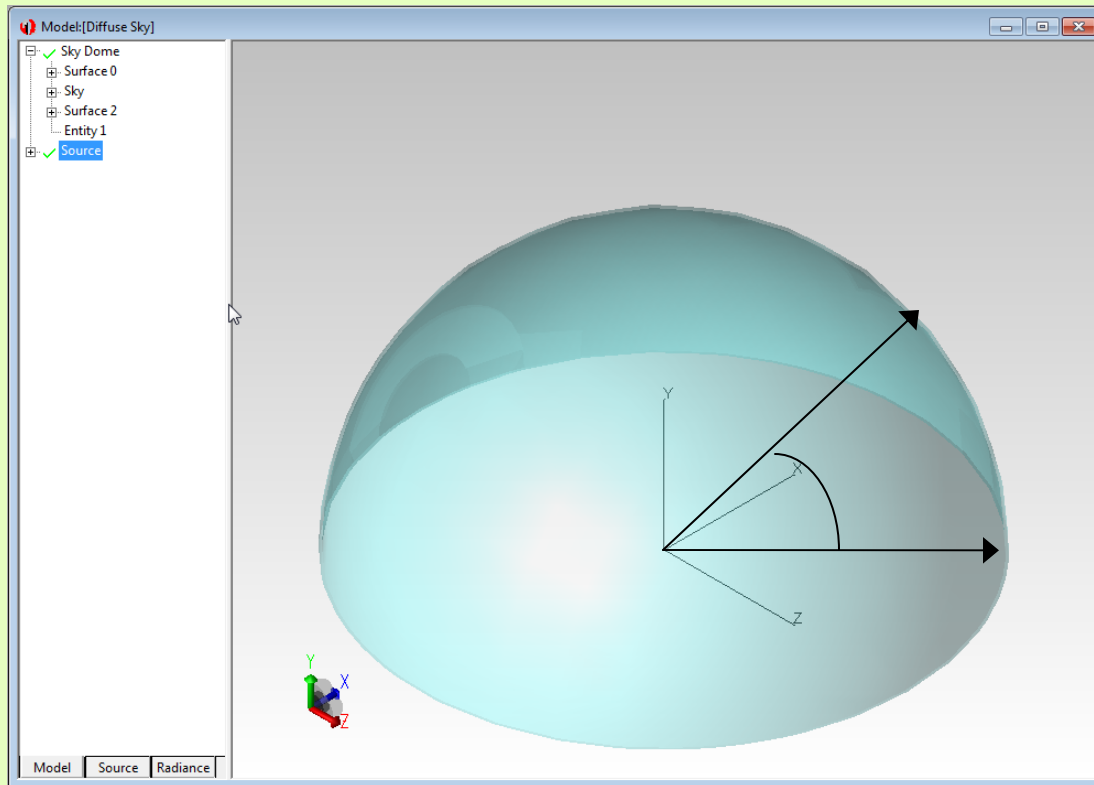 Model:[Diffuse Sky]
Sky Dome
Surface 0
Sky
Surface 2
Entity 1
Source
Y
X
Z
Y
X
Z
Model Source Radiance